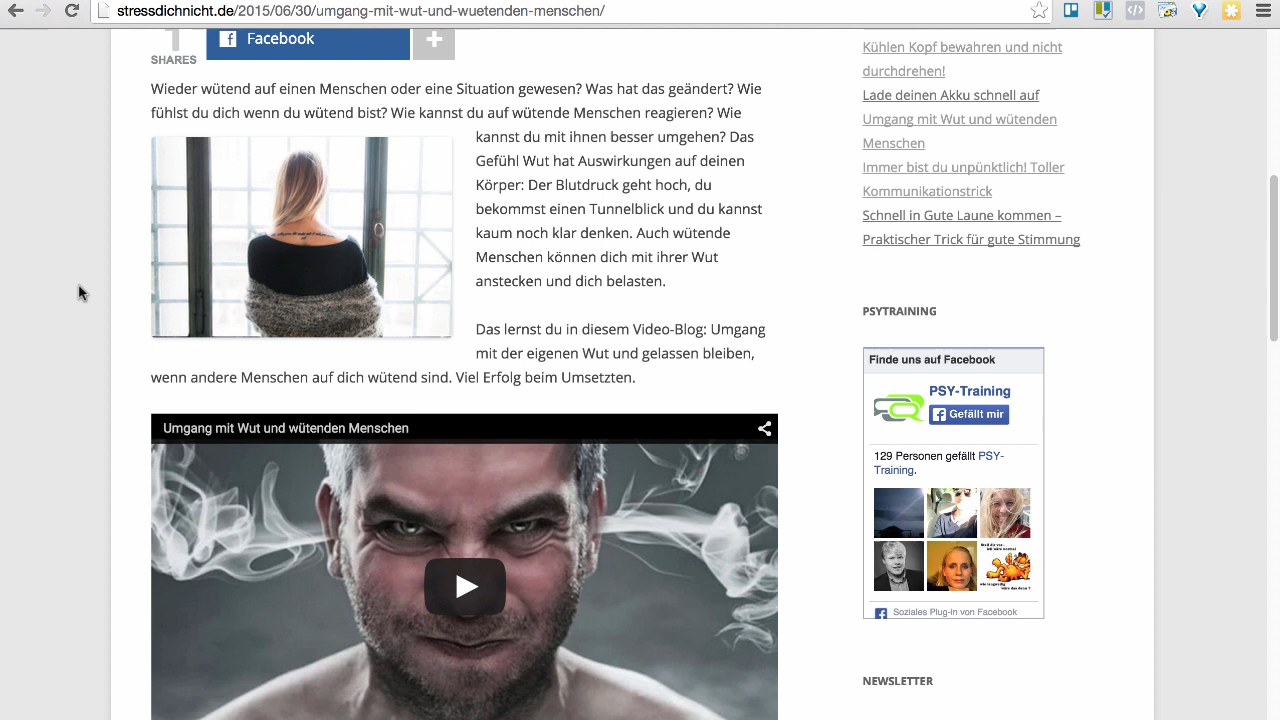 stressdichnicht.de/2015/06/30/umgang-mit-wut-und-wuetenden-menschen/
1
SHARES
Facebook
+
Wieder wütend auf einen Menschen oder eine Situation gewesen? Was hat das geändert? Wie
fühlst du dich wenn du wütend bist? Wie kannst du auf wütende Menschen reagieren? Wie
kannst du mit ihnen besser umgehen? Das
Gefühl Wut hat Auswirkungen auf deinen
Körper: Der Blutdruck geht hoch, du
bekommst einen Tunnelblick und du kannst
kaum noch klar denken. Auch wütende
Menschen können dich mit ihrer Wut
anstecken und dich belasten.
Das lernst du in diesem Video-Blog: Umgang
mit der eigenen Wut und gelassen bleiben,
wenn andere Menschen auf dich wütend sind. Viel Erfolg beim Umsetzten.
Umgang mit Wut und wütenden Menschen
Kühlen Kopf bewahren und nicht
durchdrehen!
Lade deinen Akku schnell auf
Umgang mit Wut und wütenden
Menschen
Immer bist du unpünktlich! Toller
Kommunikationstrick
Schnell in Gute Laune kommen –
Praktischer Trick für gute Stimmung
PSYTRAINING
Finde uns auf Facebook
PSY-Training
Gefällt mir
129 Personen gefällt PSY-
Training.
Soziales Plug-in von Facebook
NEWSLETTER